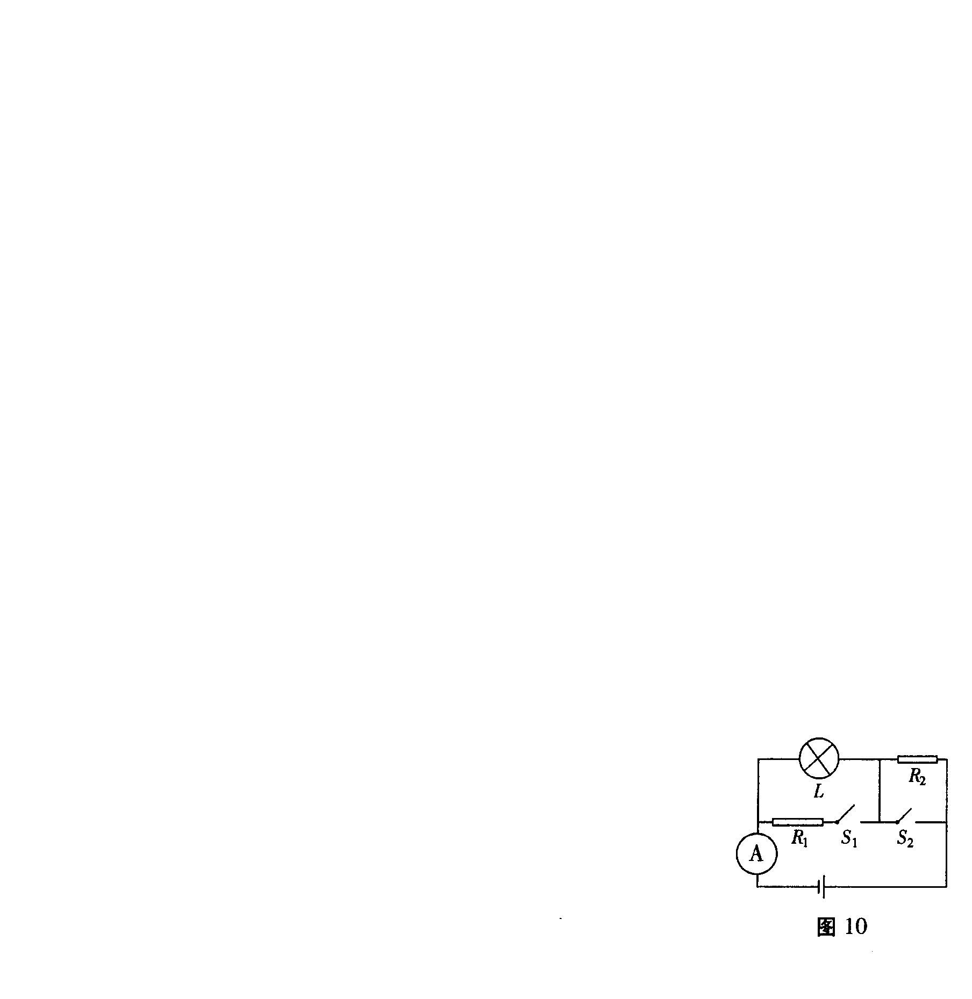 L
R₂
R₁ S₁ S₂
A
图 10